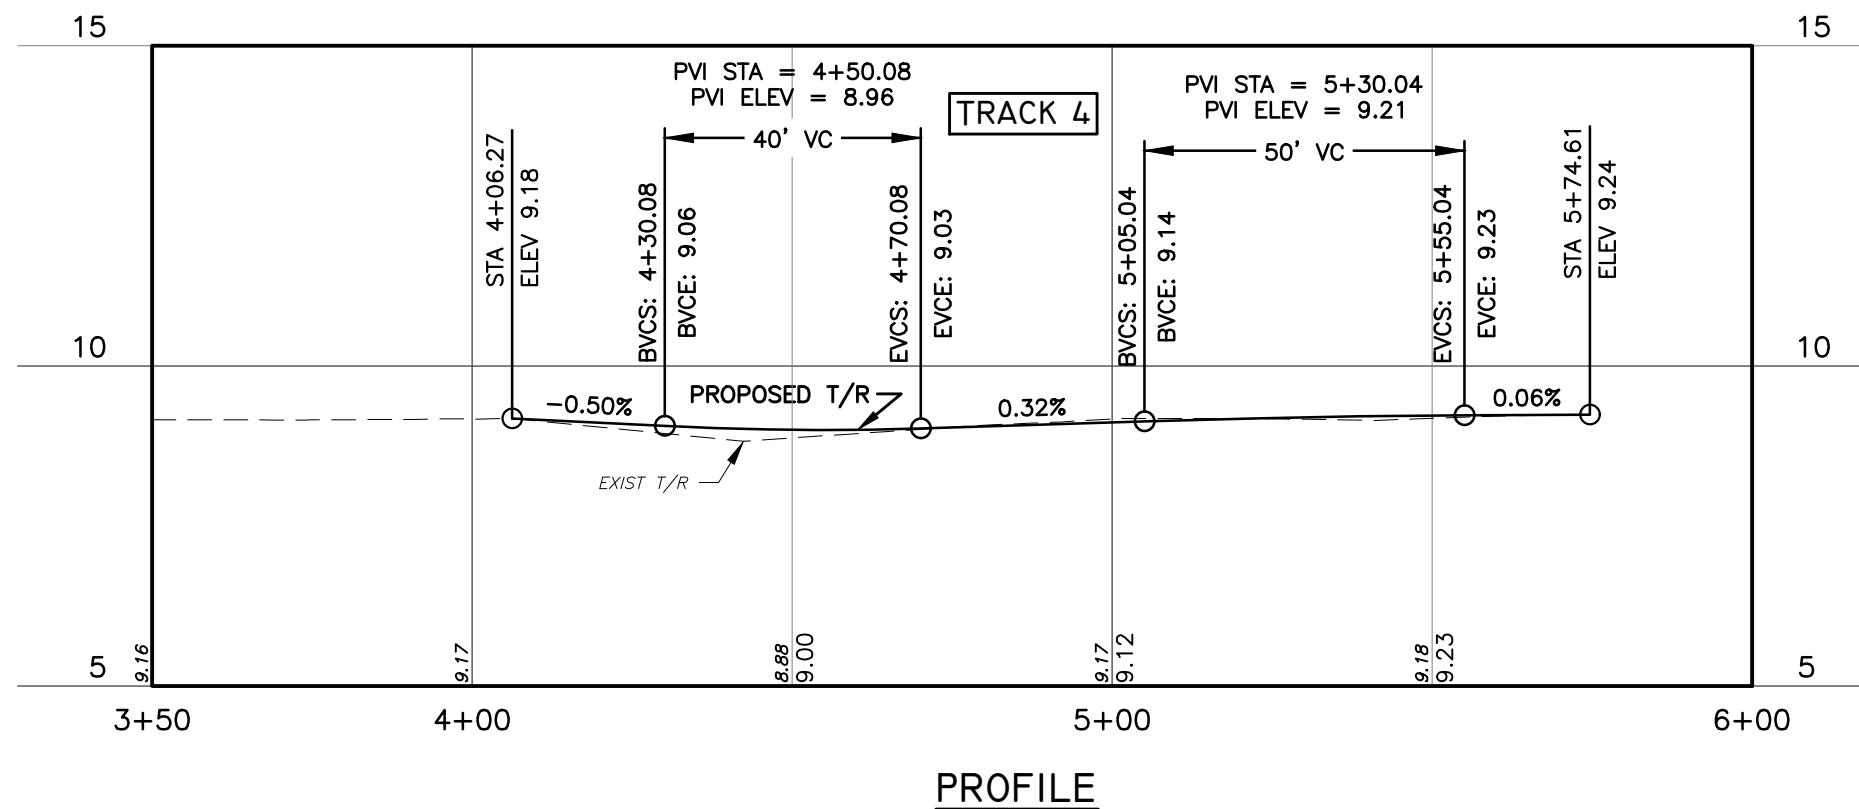 15
15
PVI STA = 4+50.08
PVI ELEV = 8.96
TRACK 4
PVI STA = 5+30.04
PVI ELEV = 9.21
40' VC
50' VC
STA 4+06.27
ELEV 9.18
BVCS: 4+30.08
BVCE: 9.06
EVCS: 4+70.08
EVCE: 9.03
BVCS: 5+05.04
BVCE: 9.14
EVCS: 5+55.04
EVCE: 9.23
STA 5+74.61
ELEV 9.24
10
10
-0.50%
PROPOSED T/R
0.32%
0.06%
EXIST T/R
5
9.16
9.17
8.88
9.00
9.17
9.12
9.18
9.23
5
3+50
4+00
5+00
6+00
PROFILE